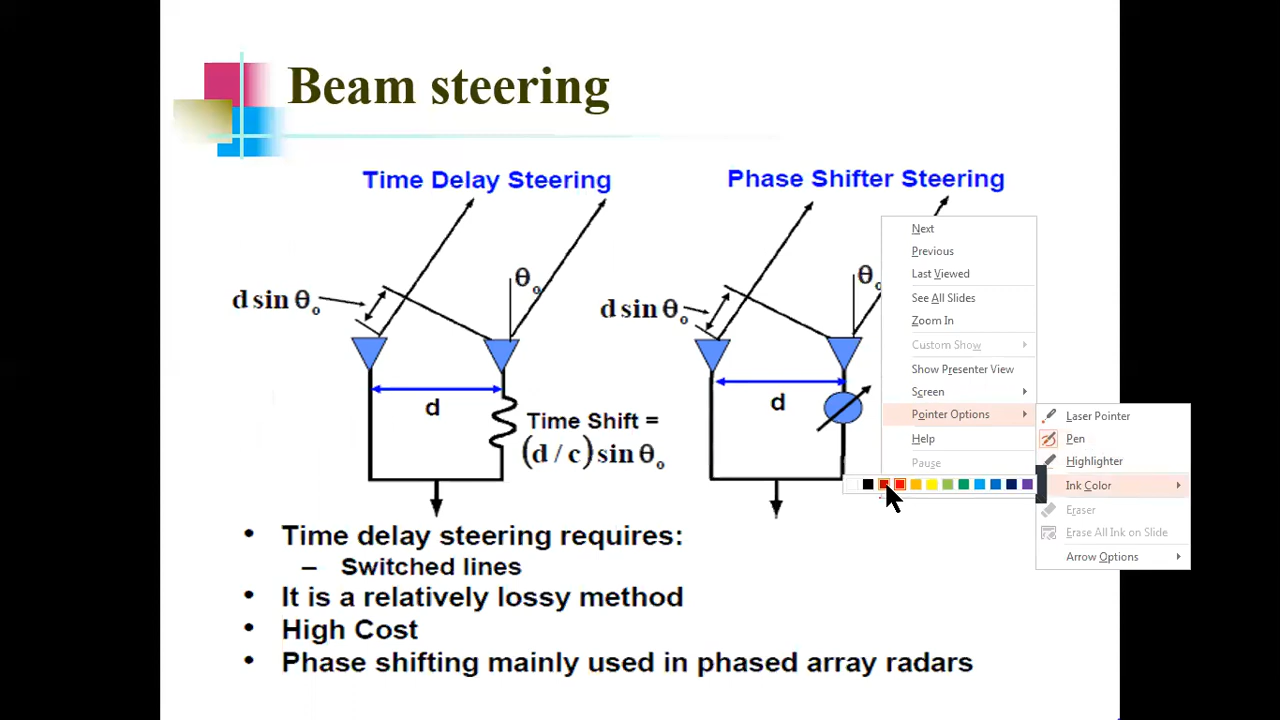 Beam steering
Time Delay Steering
d sin θo
θo
d
Time Shift =
(d / c) sin θo
Phase Shifter Steering
d sin θo
θo
d
Next
Previous
Last Viewed
See All Slides
Zoom In
Custom Show
Show Presenter View
Screen
Pointer Options
Help
Pause
Laser Pointer
Pen
Highlighter
Ink Color
Eraser
Erase All Ink on Slide
Arrow Options
• Time delay steering requires:
– Switched lines
• It is a relatively lossy method
• High Cost
• Phase shifting mainly used in phased array radars